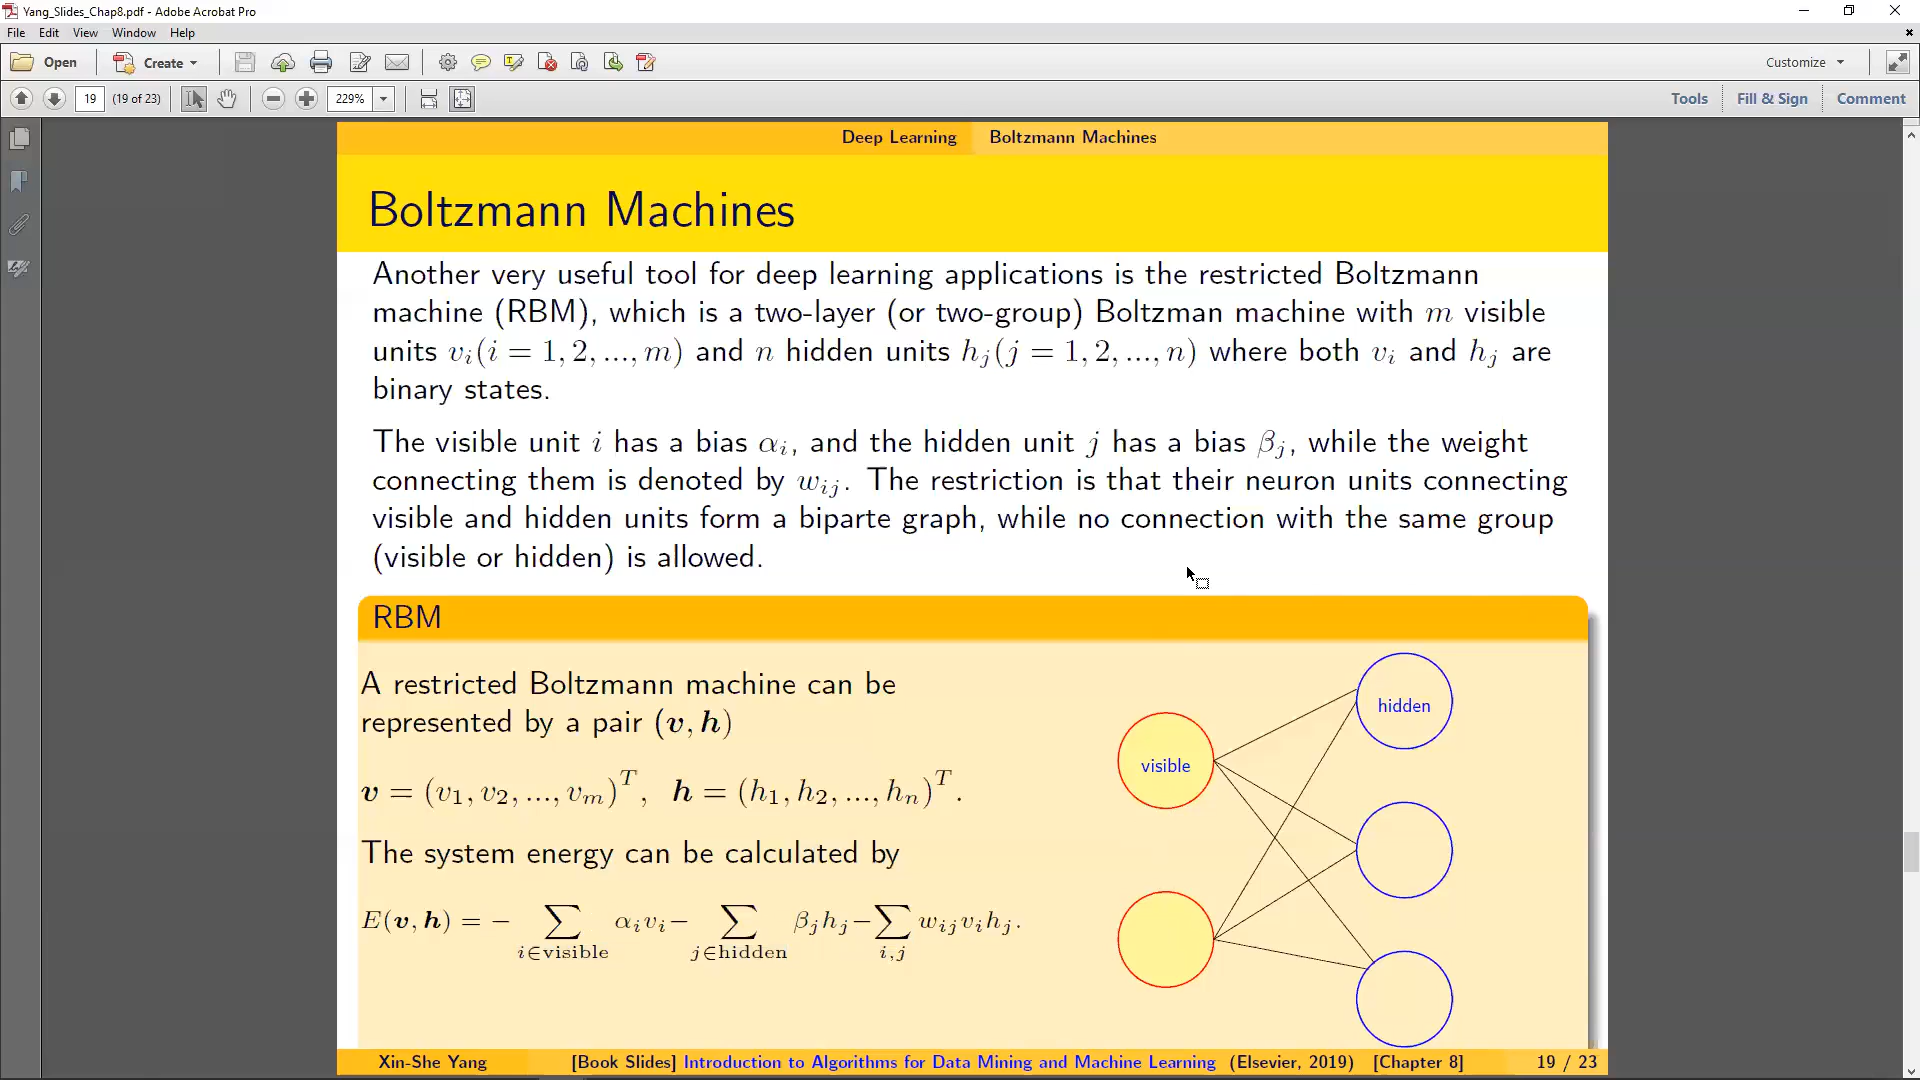 Yang_Slides_Chap8.pdf - Adobe Acrobat Pro
File Edit View Window Help
Open Create Customize
19 (19 of 23) 229% Tools Fill & Sign Comment
Deep Learning Boltzmann Machines
Boltzmann Machines
Another very useful tool for deep learning applications is the restricted Boltzmann
machine (RBM), which is a two-layer (or two-group) Boltzman machine with m visible
units v_i(i = 1, 2, ..., m) and n hidden units h_j(j = 1, 2, ..., n) where both v_i and h_j are
binary states.
The visible unit i has a bias α_i, and the hidden unit j has a bias β_j, while the weight
connecting them is denoted by w_{ij}. The restriction is that their neuron units connecting
visible and hidden units form a biparte graph, while no connection with the same group
(visible or hidden) is allowed.
RBM
A restricted Boltzmann machine can be
represented by a pair (v, h)
v = (v_1, v_2, ..., v_m)^T, h = (h_1, h_2, ..., h_n)^T.
The system energy can be calculated by
E(v, h) = − ∑_{i∈visible} α_i v_i − ∑_{j∈hidden} β_j h_j − ∑_{i,j} w_{ij} v_i h_j.
hidden
visible
Xin-She Yang [Book Slides] Introduction to Algorithms for Data Mining and Machine Learning (Elsevier, 2019) [Chapter 8] 19 / 23